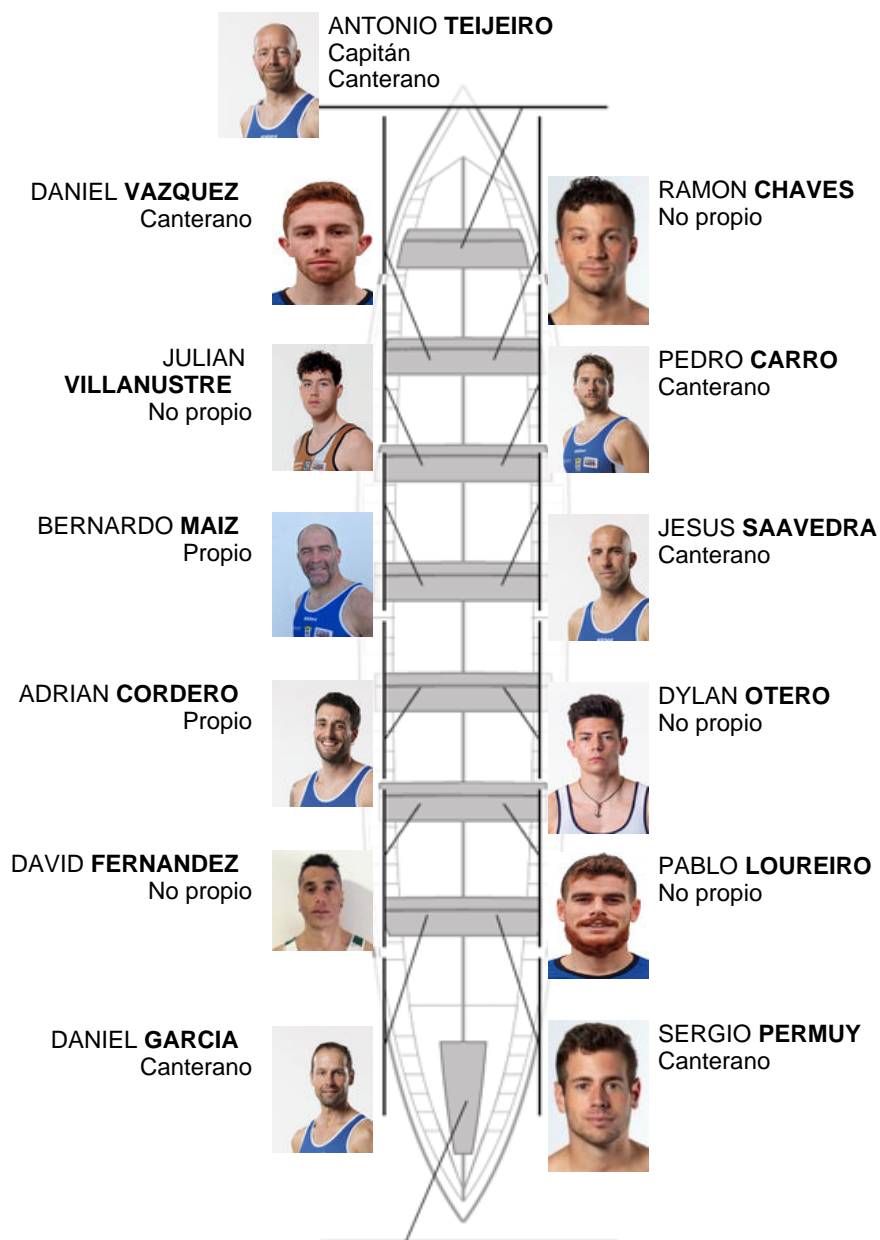 ANTONIO TEIJEIRO
Capitán
Canterano
DANIEL VAZQUEZ
Canterano
RAMON CHAVES
No propio
JULIAN
VILLANUSTRE
No propio
PEDRO CARRO
Canterano
BERNARDO MAIZ
Propio
JESUS SAAVEDRA
Canterano
ADRIAN CORDERO
Propio
DYLAN OTERO
No propio
DAVID FERNANDEZ
No propio
PABLO LOUREIRO
No propio
DANIEL GARCIA
Canterano
SERGIO PERMUY
Canterano